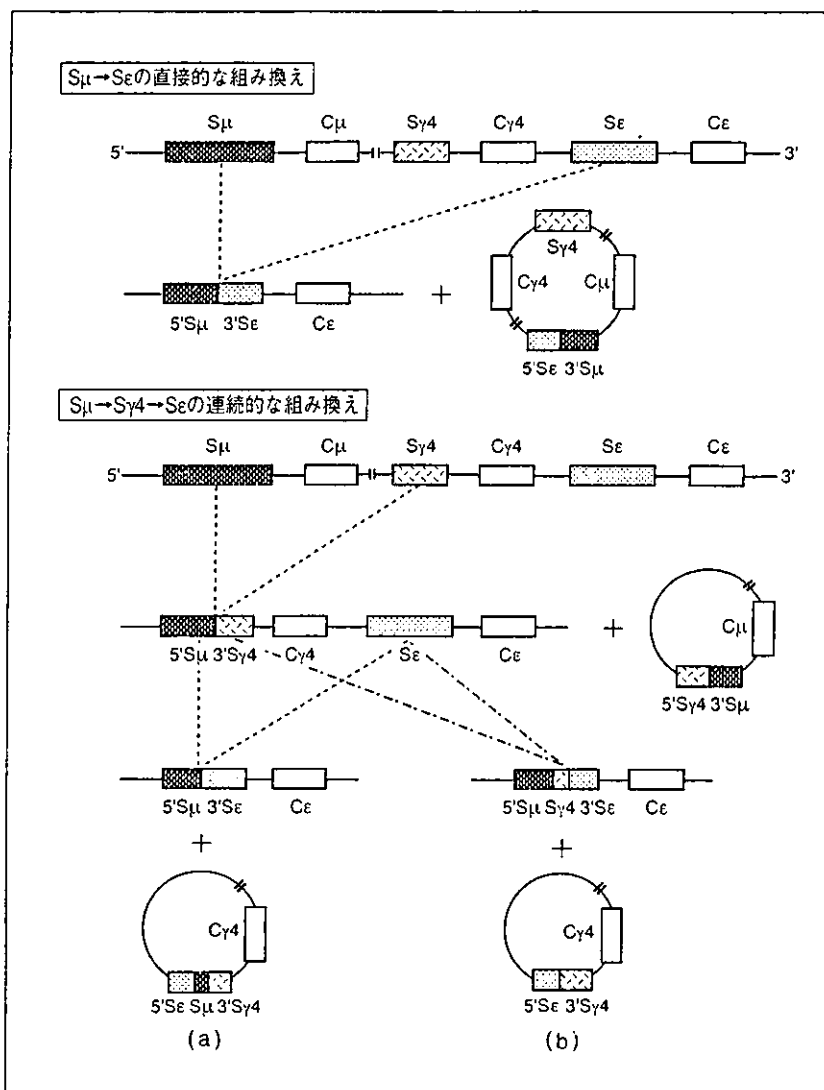 Sμ→Sεの直接的な組み換え
Sμ Cμ Sγ4 Cγ4 Sε Cε
5' 3'
Sγ4
Cγ4 Cμ
+
5'Sμ 3'Sε Cε
5'Sε 3'Sμ
Sμ→Sγ4→Sεの連続的な組み換え
Sμ Cμ Sγ4 Cγ4 Sε Cε
5' 3'
+
Cμ
5'Sμ 3'Sγ4 Cγ4 Sε Cε
5'Sγ4 3'Sμ
5'Sμ 3'Sε Cε 5'Sμ Sγ4 3'Sε Cε
+ +
Cγ4 Cγ4
5'Sε Sμ 3'Sγ4 5'Sε 3'Sγ4
(a) (b)